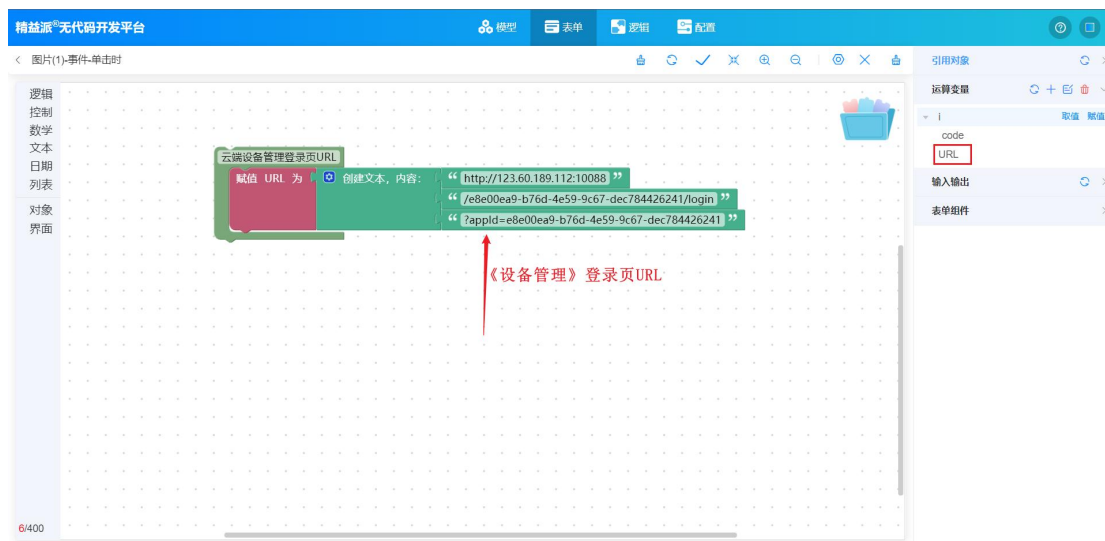 精益派®无代码开发平台
模型
表单
逻辑
配置
图片(1)-事件-单击时
引用对象
逻辑
控制
数学
文本
日期
列表
对象
界面
运算变量
i
取值 赋值
code
URL
输入输出
表单组件
云端设备管理登录页URL
赋值 URL 为 创建文本，内容: “ http://123.60.189.112:10088 ”
“ /e8e00ea9-b76d-4e59-9c67-dec784426241/login ”
“ ?appId=e8e00ea9-b76d-4e59-9c67-dec784426241 ”
《设备管理》登录页URL
6/400